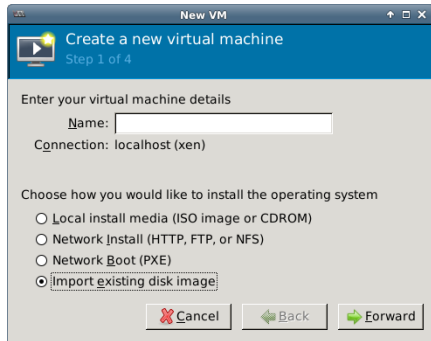 New VM
Create a new virtual machine
Step 1 of 4
Enter your virtual machine details
Name:
Connection: localhost (xen)
Choose how you would like to install the operating system
Local install media (ISO image or CDROM)
Network Install (HTTP, FTP, or NFS)
Network Boot (PXE)
Import existing disk image
Cancel Back Forward